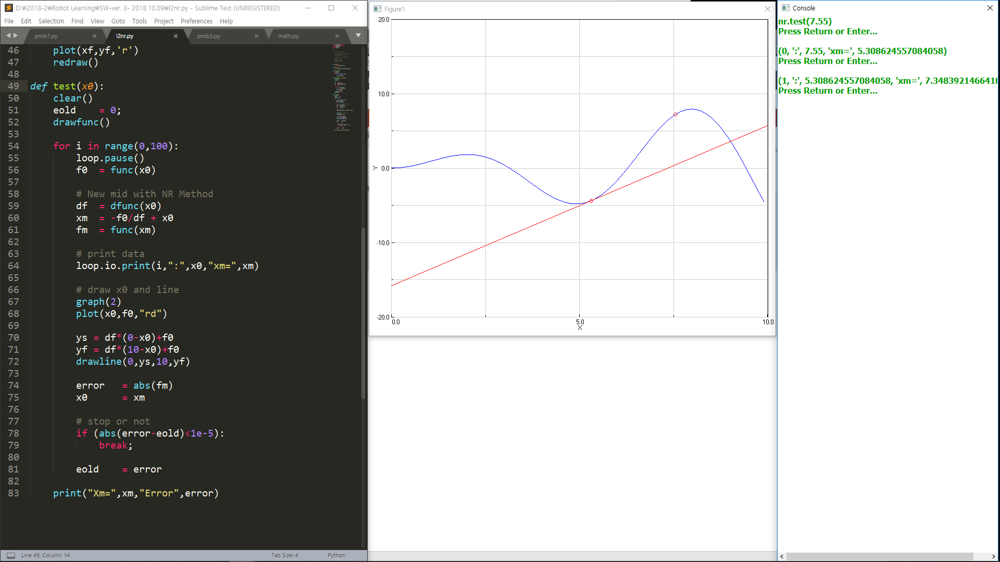 D:₩2018-2₩Robot Learning₩SW-ver. 3- 2018.10.09₩l2nr.py - Sublime Text (UNREGISTERED)
File Edit Selection Find View Goto Tools Project Preferences Help
prob1.py l2nr.py prob3.py math.py
46 plot(xf,yf,'r')
47 redraw()
48
49 def test(x0):
50 clear()
51 eold = 0;
52 drawfunc()
53
54 for i in range(0,100):
55 loop.pause()
56 f0 = func(x0)
57
58 # New mid with NR Method
59 df = dfunc(x0)
60 xm = -f0/df + x0
61 fm = func(xm)
62
63 # print data
64 loop.io.print(i,":",x0,"xm=",xm)
65
66 # draw x0 and line
67 graph(2)
68 plot(x0,f0,"rd")
69
70 ys = df*(0-x0)+f0
71 yf = df*(10-x0)+f0
72 drawline(0,ys,10,yf)
73
74 error = abs(fm)
75 x0 = xm
76
77 # stop or not
78 if (abs(error-eold)<1e-5):
79 break;
80
81 eold = error
82
83 print("Xm=",xm,"Error",error)
Line 49, Column 14 Tab Size: 4 Python
Figure1
20.0
10.0
Y 0.0
-10.0
-20.0
0.0 5.0 10.0
X
Console
nr.test(7.55)
Press Return or Enter...
(0, ':', 7.55, 'xm=', 5.308624557084058)
Press Return or Enter...
(1, ':', 5.308624557084058, 'xm=', 7.3483921466410
Press Return or Enter...